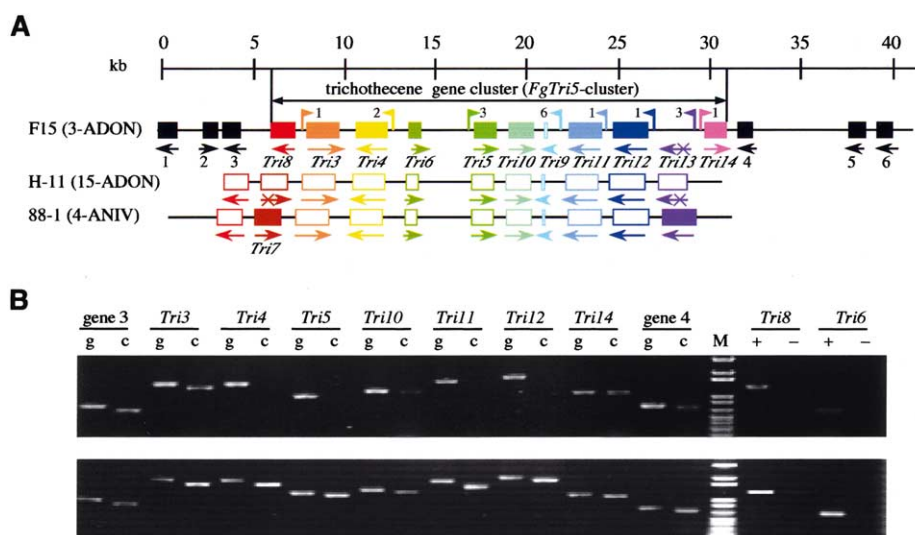 A
0 5 10 15 20 25 30 35 40
kb
trichothecene gene cluster (FgTri5-cluster)
1 2 3 6 1 1 3 1
F15 (3-ADON)
1 2 3 Tri8 Tri3 Tri4 Tri6 Tri5 Tri10 Tri9 Tri11 Tri12 Tri13 Tri14 4 5 6
H-11 (15-ADON)
88-1 (4-ANIV)
Tri7
B
gene 3 Tri3 Tri4 Tri5 Tri10 Tri11 Tri12 Tri14 gene 4 Tri8 Tri6
g c g c g c g c g c g c g c g c g c M + − + −